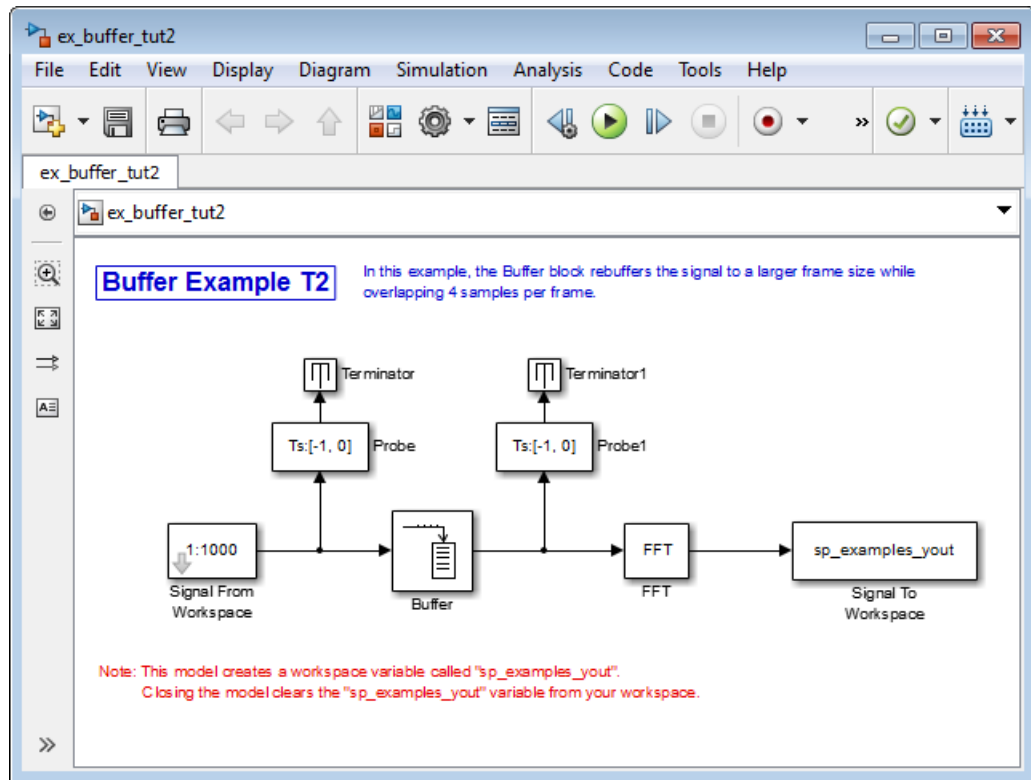 ex_buffer_tut2
File Edit View Display Diagram Simulation Analysis Code Tools Help
»
ex_buffer_tut2
ex_buffer_tut2
Buffer Example T2
In this example, the Buffer block rebuffers the signal to a larger frame size while
overlapping 4 samples per frame.
Terminator
Terminator1
Ts:[-1, 0]
Probe
Ts:[-1, 0]
Probe1
1:1000
FFT
sp_examples_yout
Signal From
Workspace
Buffer
FFT
Signal To
Workspace
Note: This model creates a workspace variable called "sp_examples_yout".
Closing the model clears the "sp_examples_yout" variable from your workspace.
»